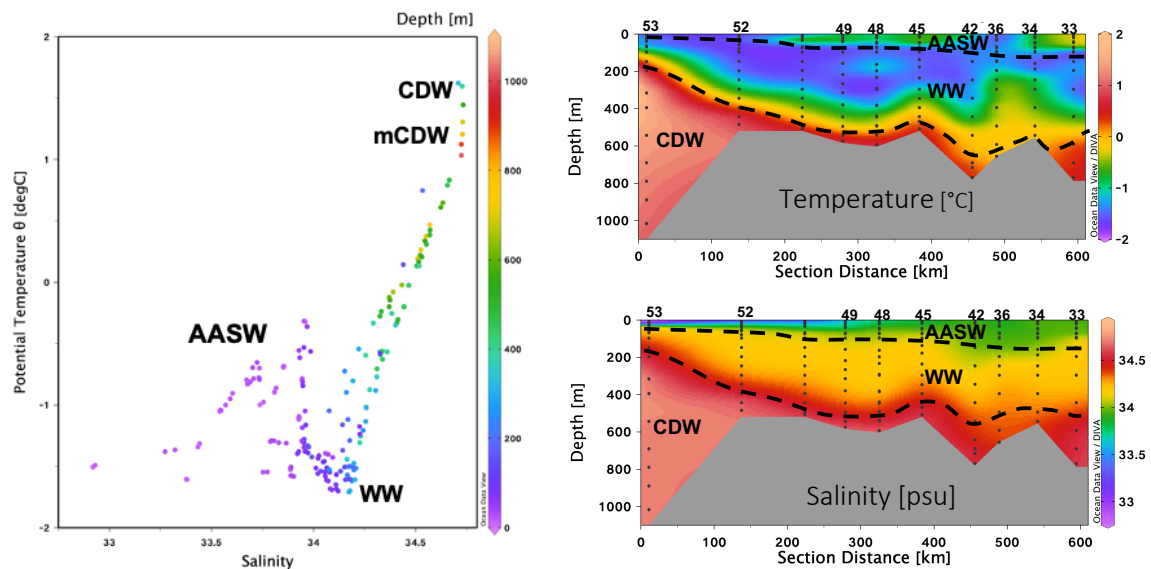 Depth [m]
2
1
0
-1
-2
Potential Temperature θ [degC]
CDW
mCDW
AASW
WW
33
33.5
34
34.5
Salinity
1000
800
600
400
200
0
Ocean Data View
53 52 49 48 45 42 36 34 33
0
200
400
600
800
1000
Depth [m]
AASW
WW
CDW
Temperature [°C]
0 100 200 300 400 500 600
Section Distance [km]
2
1
0
-1
-2
Ocean Data View / DIVA
53 52 49 48 45 42 36 34 33
0
200
400
600
800
1000
Depth [m]
AASW
WW
CDW
Salinity [psu]
0 100 200 300 400 500 600
Section Distance [km]
34.5
34
33.5
33
Ocean Data View / DIVA